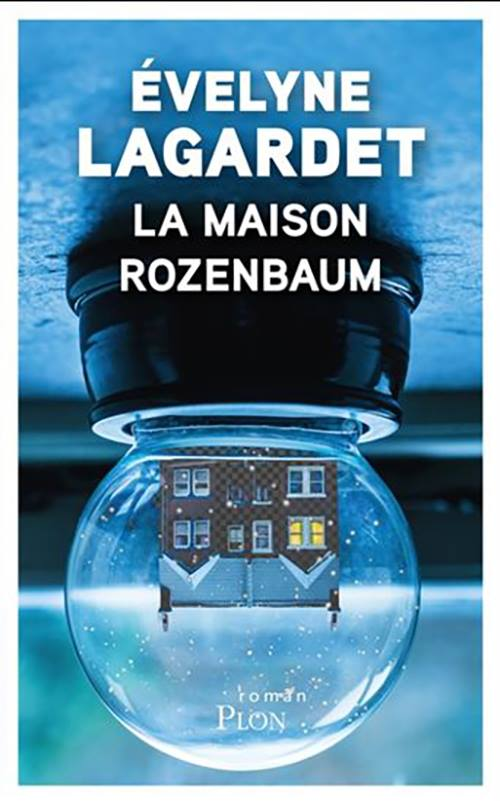 ÉVELYNE
LAGARDET
LA MAISON
ROZENBAUM
roman
PLON